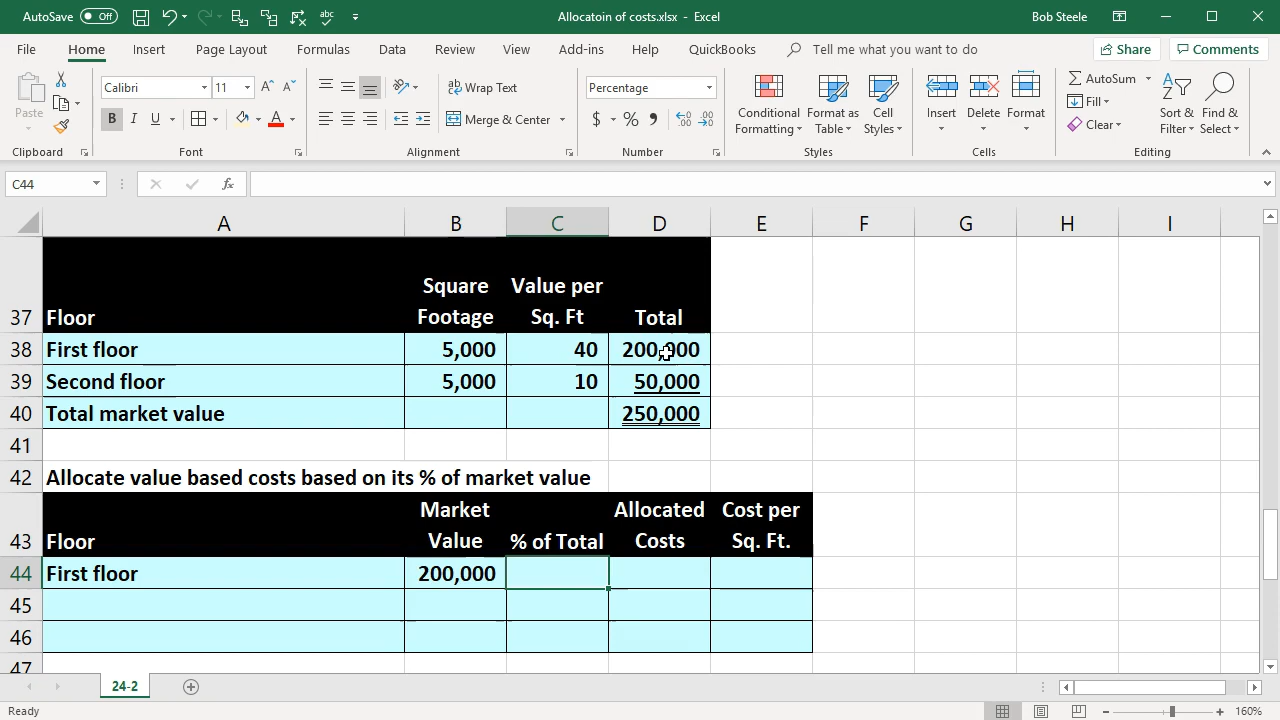 AutoSave Off
Allocatoin of costs.xlsx - Excel
Bob Steele
File Home Insert Page Layout Formulas Data Review View Add-ins Help QuickBooks Tell me what you want to do Share Comments
Paste
Calibri 11
Wrap Text
Merge & Center
Percentage
Conditional Formatting
Format as Table
Cell Styles
Insert
Delete
Format
AutoSum
Fill
Clear
Sort & Filter
Find & Select
Clipboard Font Alignment Number Styles Cells Editing
C44
fx
A B C D E F G H I
37 Floor Square Footage Value per Sq. Ft Total
38 First floor 5,000 40 200,000
39 Second floor 5,000 10 50,000
40 Total market value 250,000
41
42 Allocate value based costs based on its % of market value
43 Floor Market Value % of Total Allocated Costs Cost per Sq. Ft.
44 First floor 200,000
45
46
47
24-2
Ready
160%